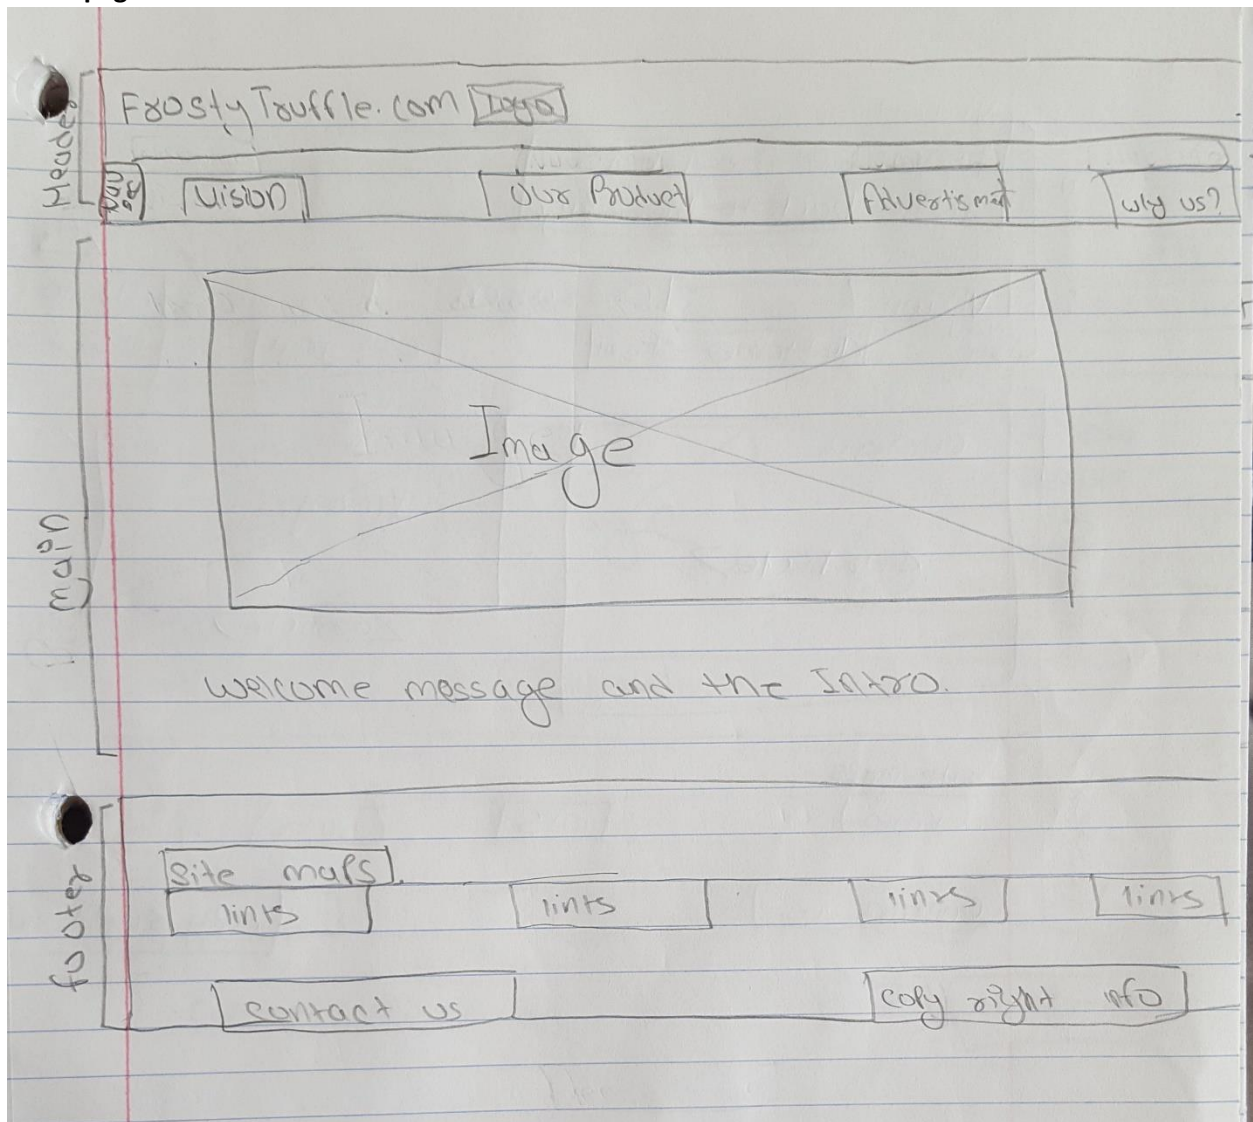 Header
FrostyTruffle.com logo
Nav
Vision Our Product Advertisment why us?
main
Image
welcome message and the Intro.
footer
site maps.
links links links links
contact us copy right info